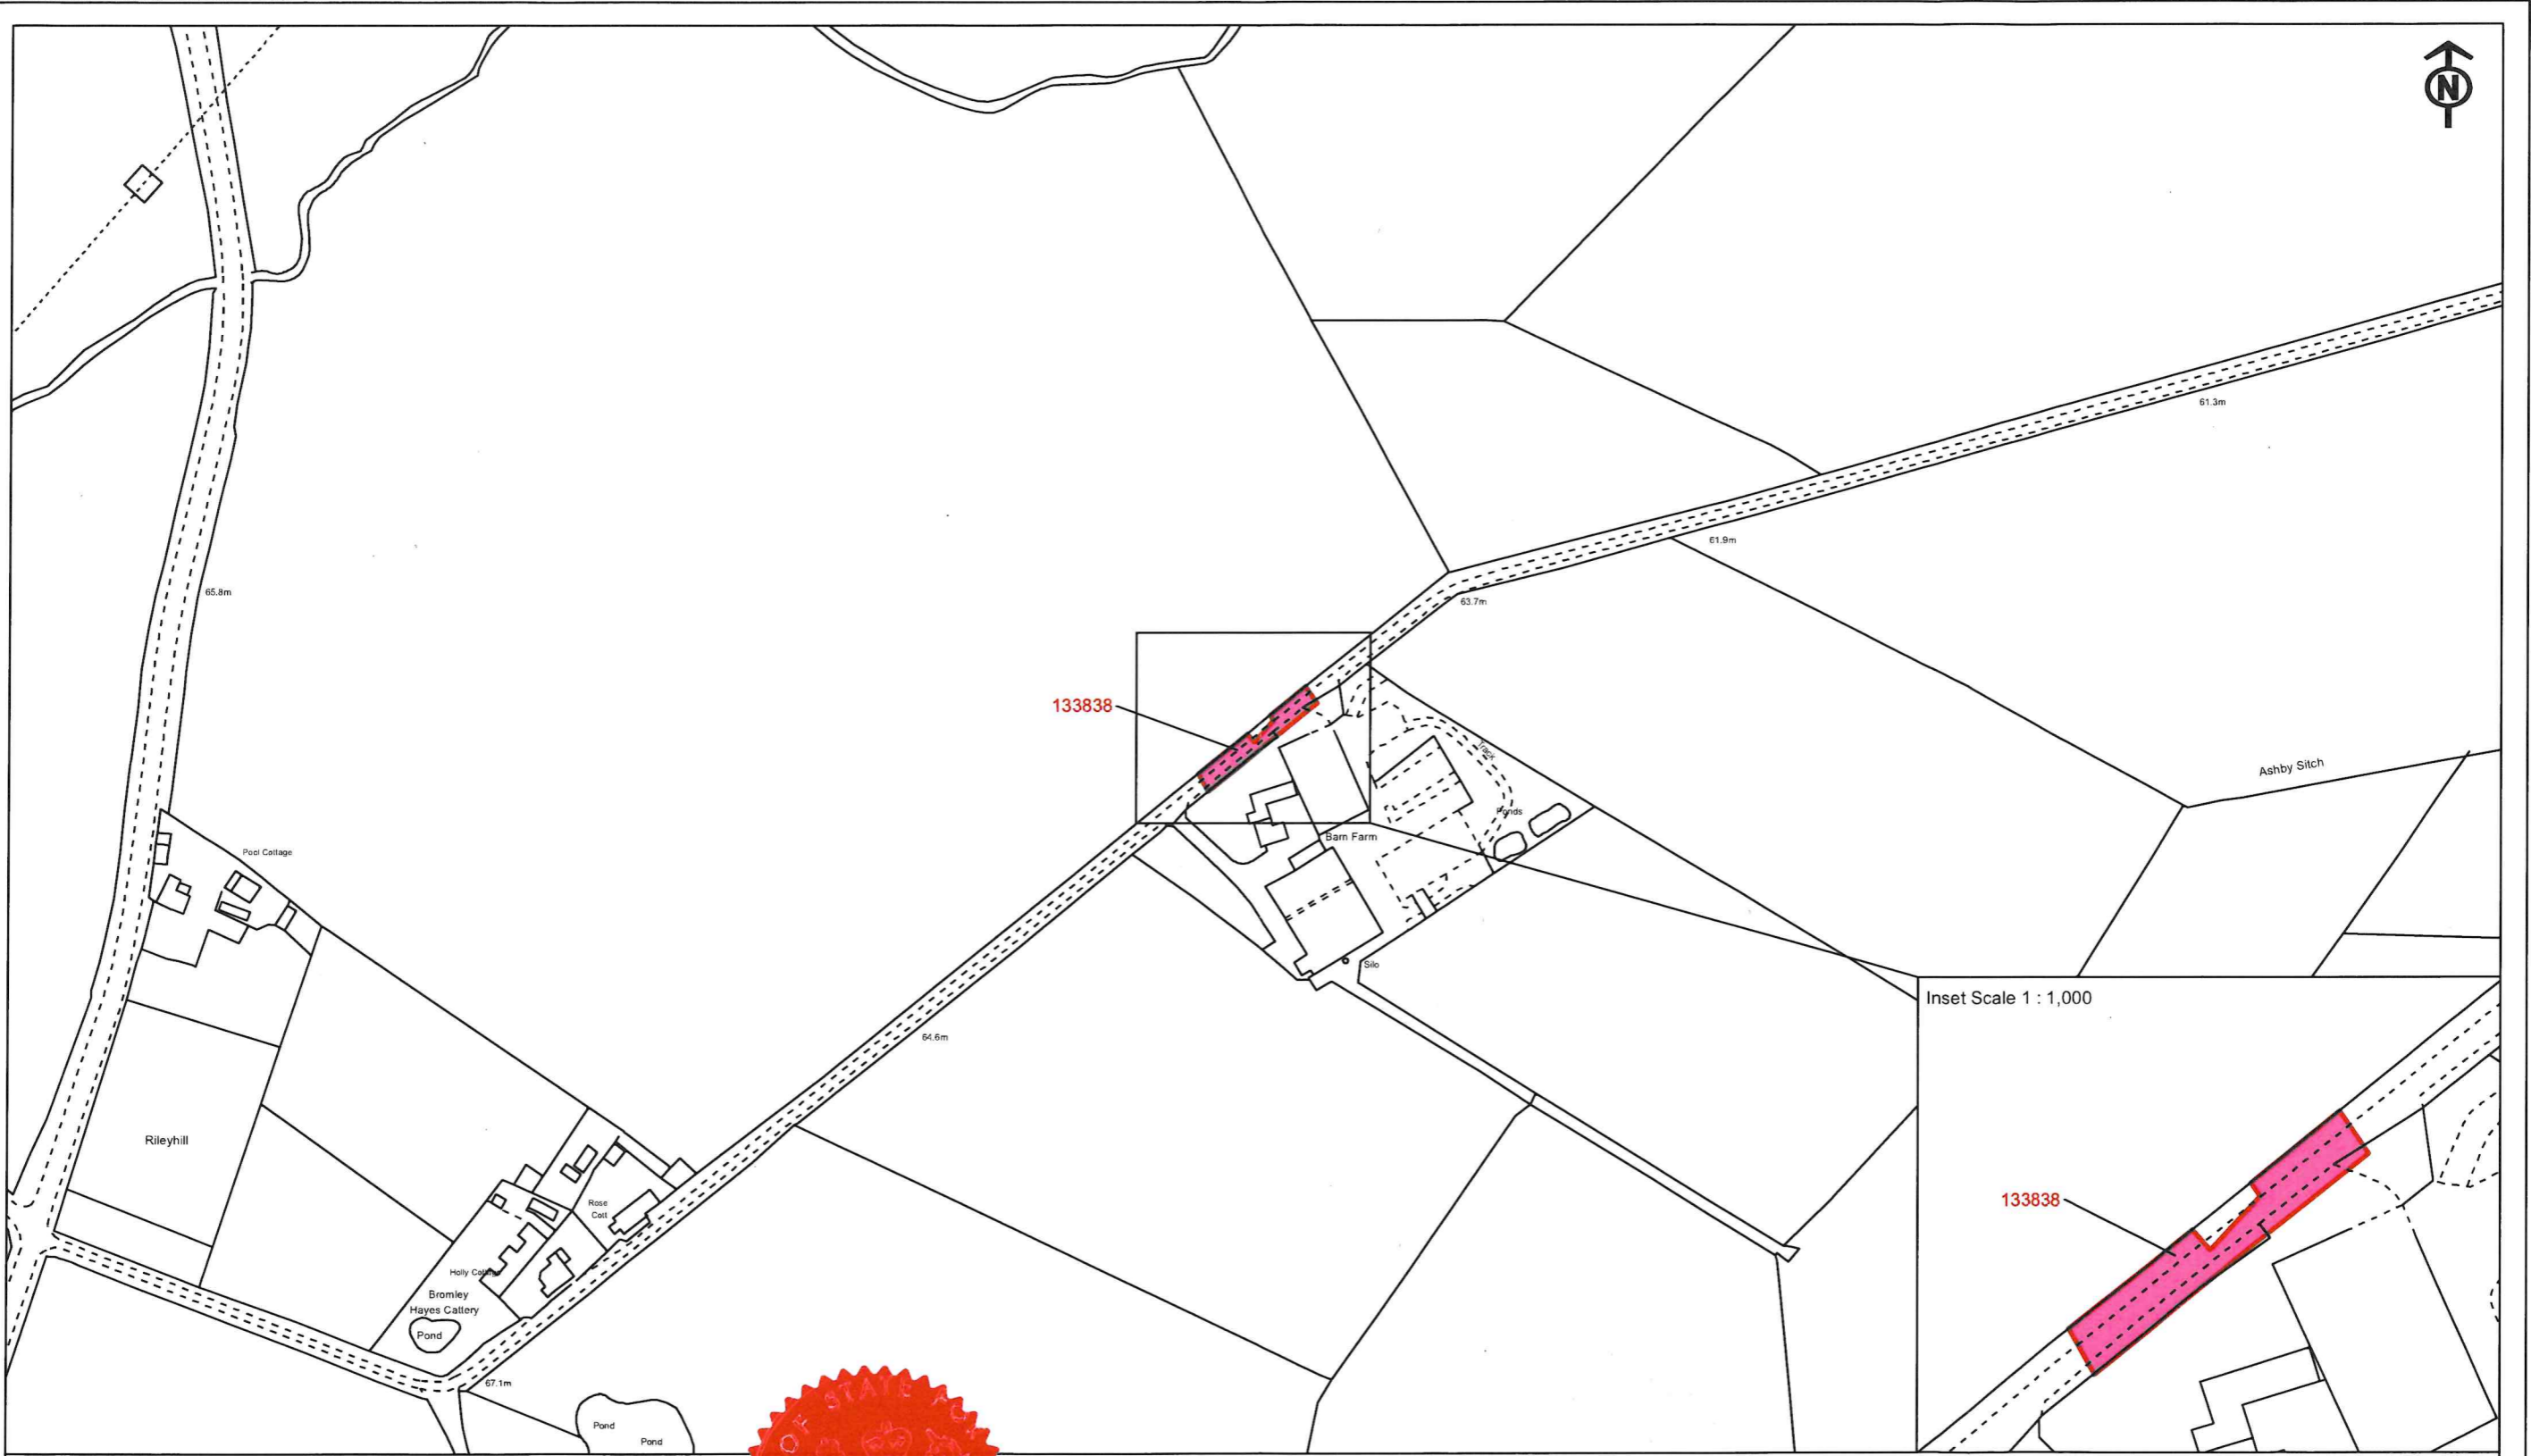 N
61.3m
61.9m
65.8m
63.7m
133838
Track
Ashby Sitch
Ponds
Barn Farm
Pool Cottage
Silo
Inset Scale 1 : 1,000
64.6m
Rileyhill
133838
Rose
Cott
Holly Cottage
Bromley
Hayes Cattery
Pond
67.1m
STATE
Pond
Pond